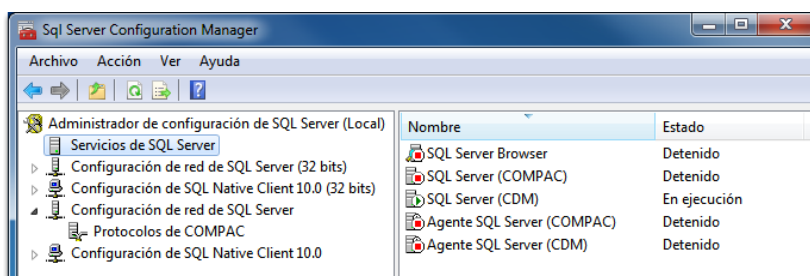 Sql Server Configuration Manager
Archivo Acción Ver Ayuda
Administrador de configuración de SQL Server (Local)
Servicios de SQL Server
Configuración de red de SQL Server (32 bits)
Configuración de SQL Native Client 10.0 (32 bits)
Configuración de red de SQL Server
Protocolos de COMPAC
Configuración de SQL Native Client 10.0
Nombre Estado
SQL Server Browser Detenido
SQL Server (COMPAC) Detenido
SQL Server (CDM) En ejecución
Agente SQL Server (COMPAC) Detenido
Agente SQL Server (CDM) Detenido